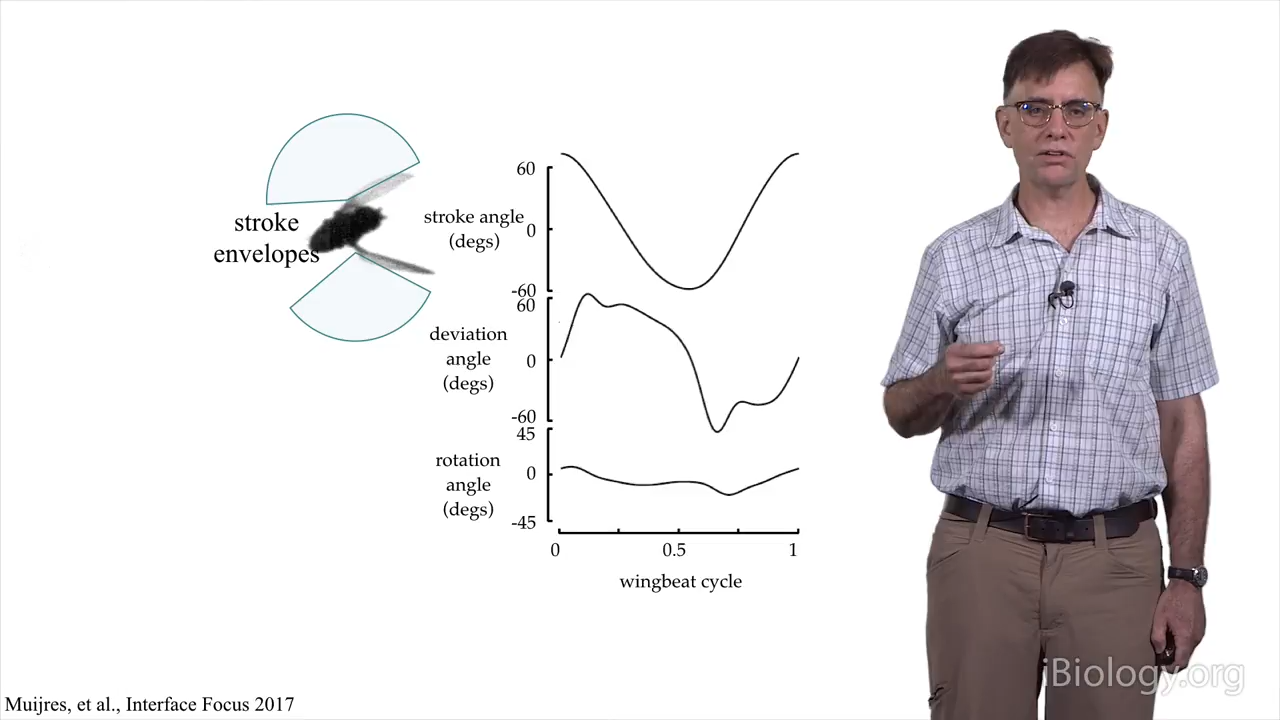 stroke
envelopes
stroke angle
(degs)
60
0
-60
deviation
angle
(degs)
60
0
-60
rotation
angle
(degs)
45
0
-45
0
0.5
1
wingbeat cycle
Muijres, et al., Interface Focus 2017
iBiology.org